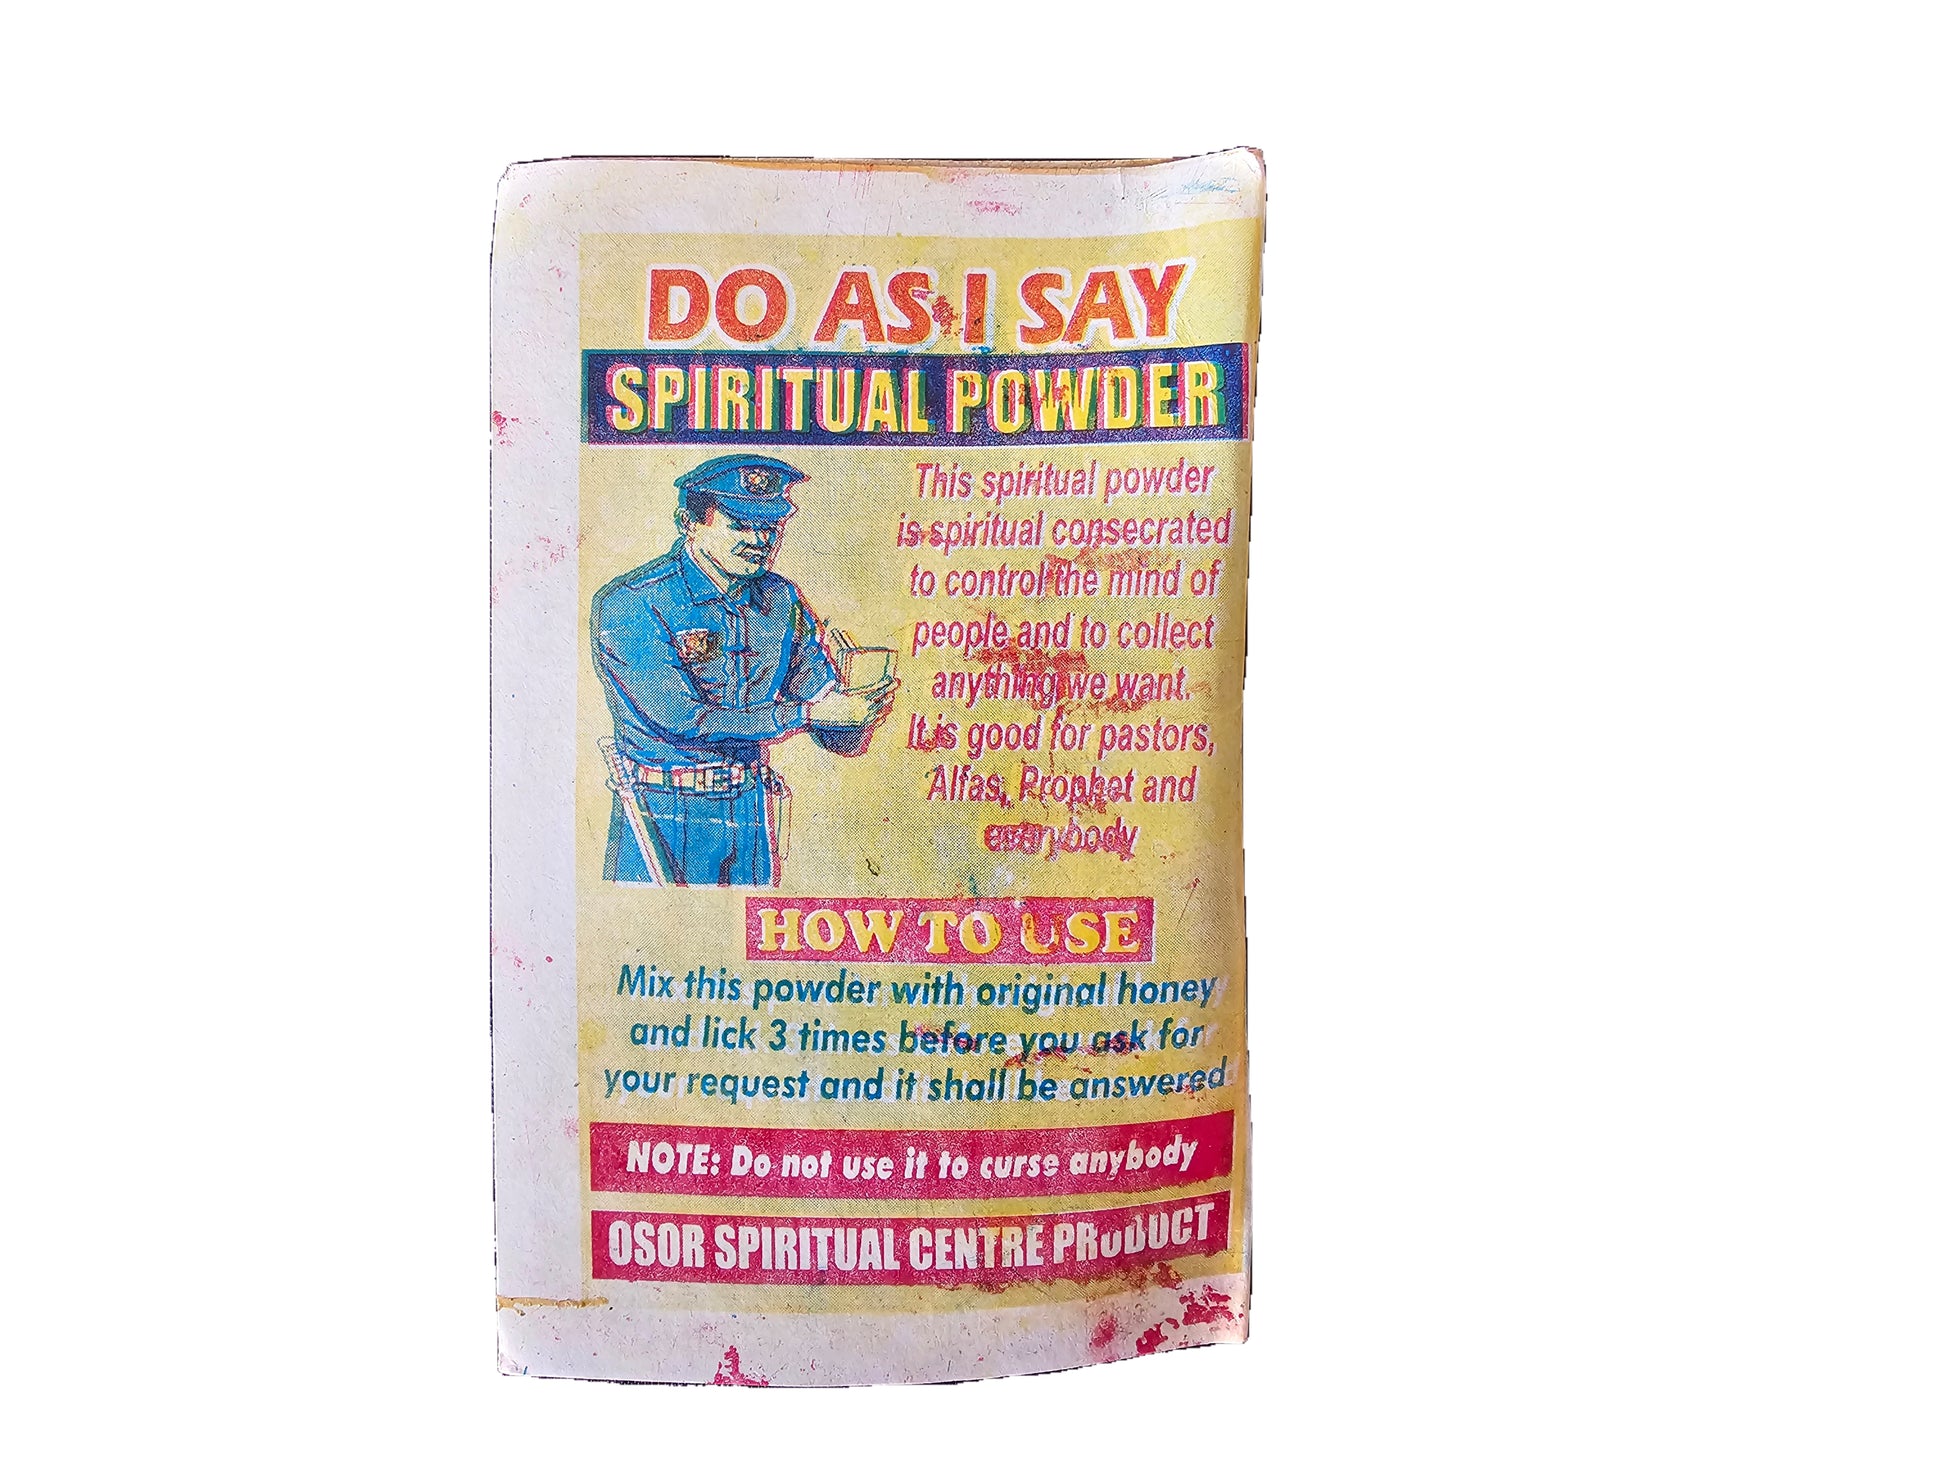 DO AS I SAY
SPIRITUAL POWDER
This spiritual powder
is spiritual consecrated
to control the mind of
people and to collect
anything we want.
It is good for pastors,
Alfas, Prophet and
everybody
HOW TO USE
Mix this powder with original honey
and lick 3 times before you ask for
your request and it shall be answered
NOTE: Do not use it to curse anybody
OSOR SPIRITUAL CENTRE PRODUCT